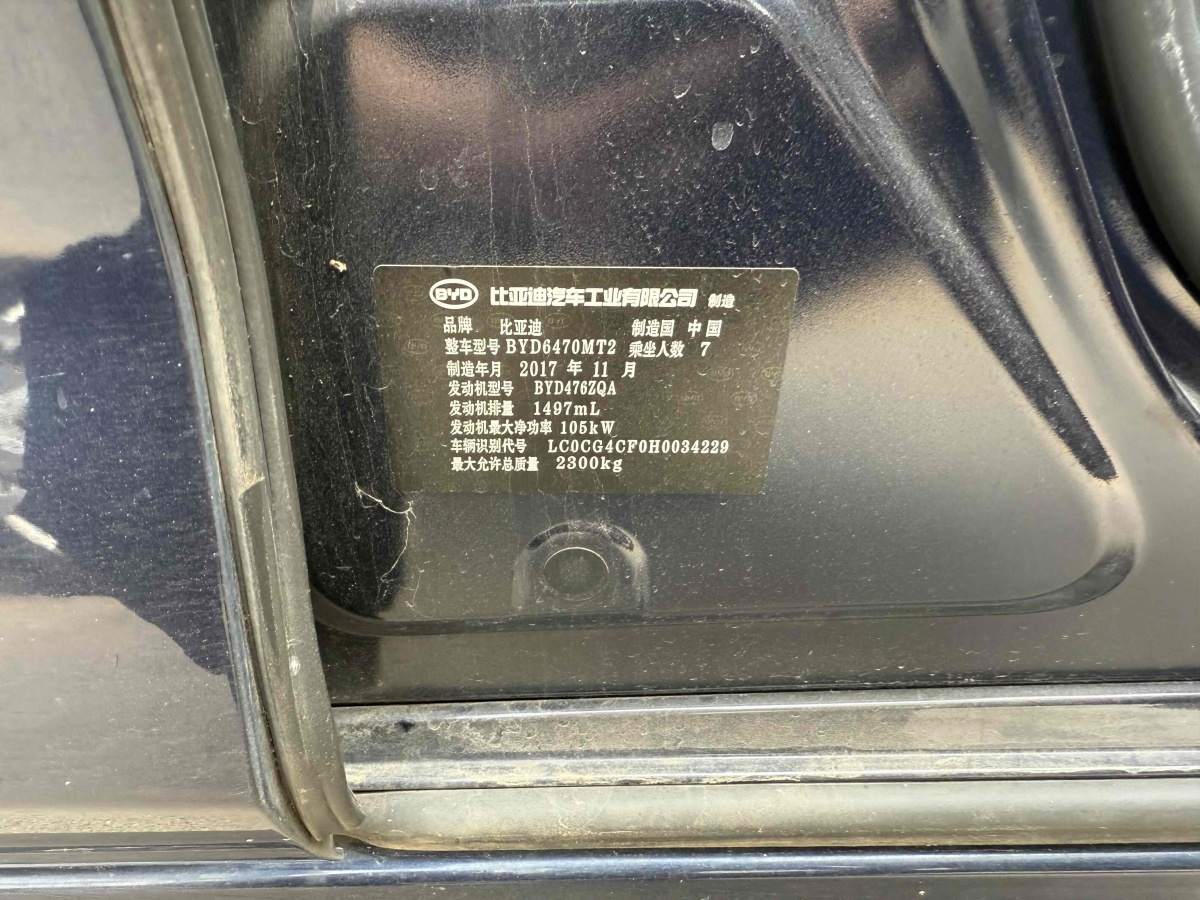 BYD 比亚迪汽车工业有限公司 制造
品牌 比亚迪 制造国 中国
整车型号 BYD6470MT2 乘坐人数 7
制造年月 2017 年 11 月
发动机型号 BYD476ZQA
发动机排量 1497mL
发动机最大净功率 105kW
车辆识别代号 LC0CG4CF0H0034229
最大允许总质量 2300kg